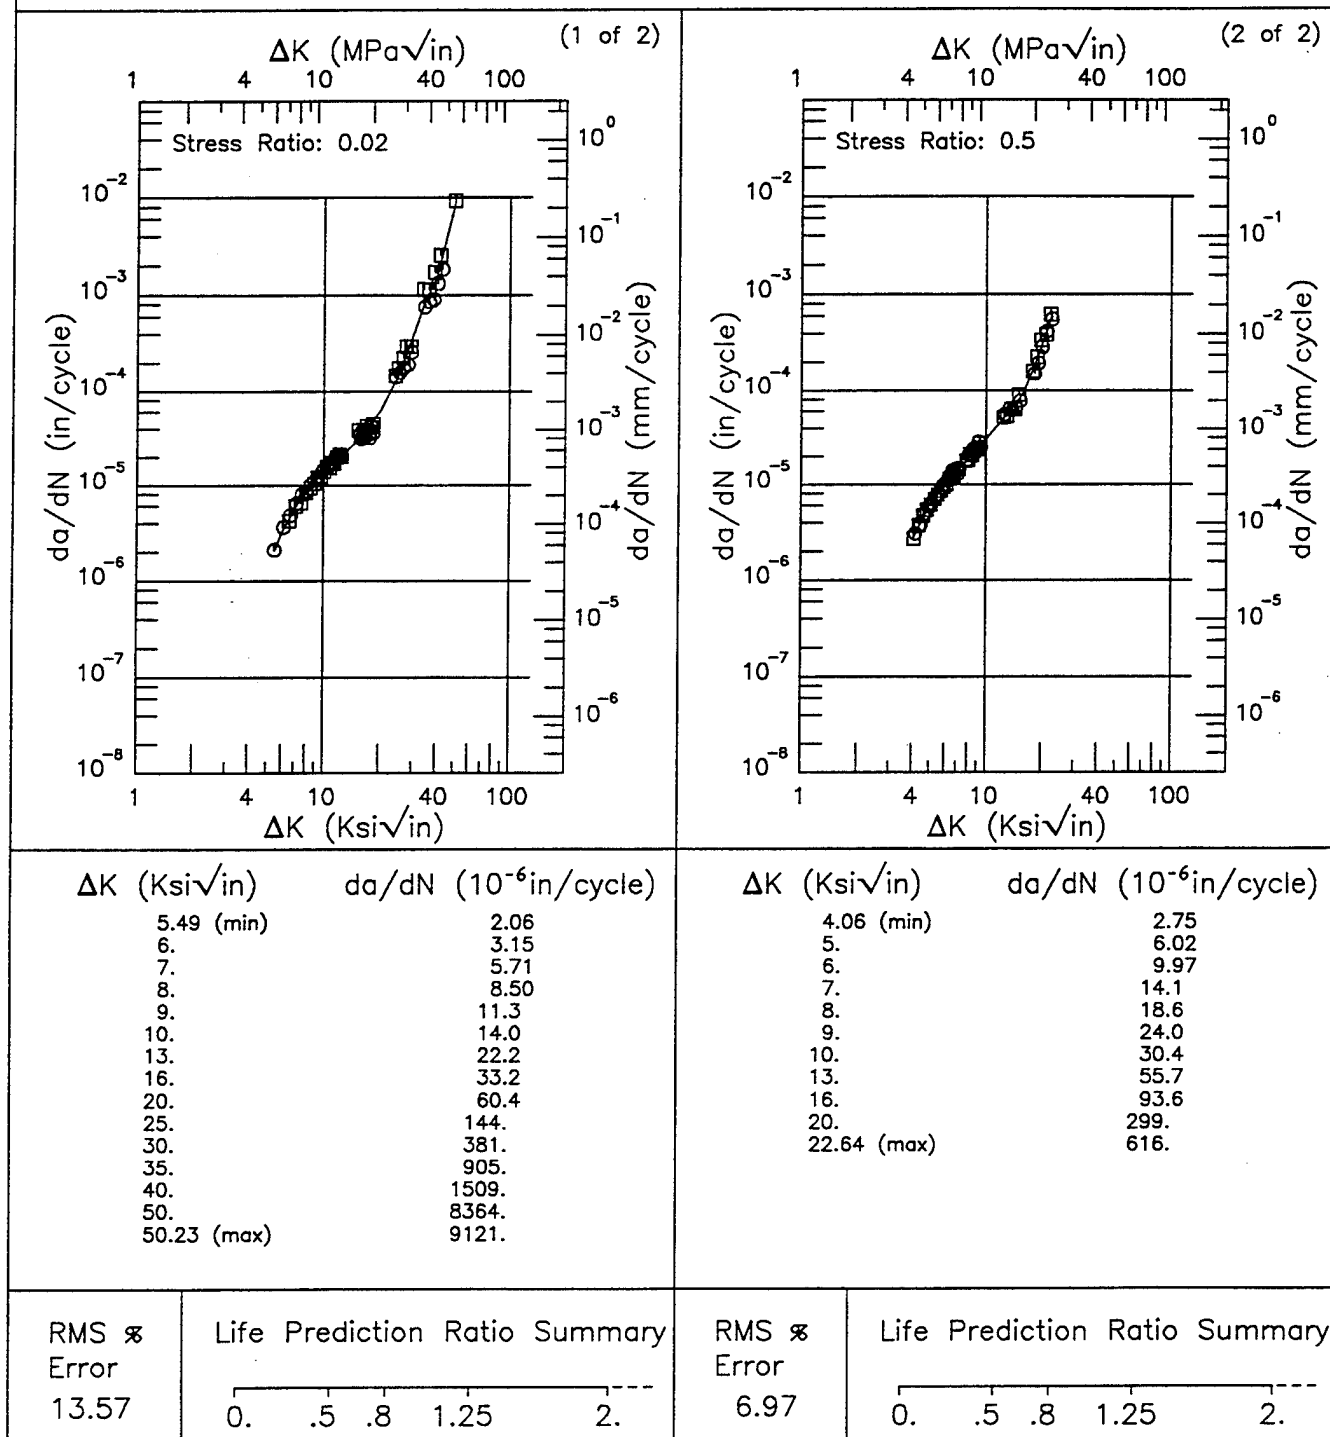 (1 of 2)
ΔK (MPa√in)
1 4 10 40 100
Stress Ratio: 0.02
da/dN (in/cycle)
10⁻²
10⁻³
10⁻⁴
10⁻⁵
10⁻⁶
10⁻⁷
10⁻⁸
10⁰
10⁻¹
10⁻²
10⁻³
10⁻⁴
10⁻⁵
10⁻⁶
da/dN (mm/cycle)
1 4 10 40 100
ΔK (Ksi√in)
(2 of 2)
ΔK (MPa√in)
1 4 10 40 100
Stress Ratio: 0.5
da/dN (in/cycle)
10⁻²
10⁻³
10⁻⁴
10⁻⁵
10⁻⁶
10⁻⁷
10⁻⁸
10⁰
10⁻¹
10⁻²
10⁻³
10⁻⁴
10⁻⁵
10⁻⁶
da/dN (mm/cycle)
1 4 10 40 100
ΔK (Ksi√in)
ΔK (Ksi√in) da/dN (10⁻⁶in/cycle)
5.49 (min) 2.06
6. 3.15
7. 5.71
8. 8.50
9. 11.3
10. 14.0
13. 22.2
16. 33.2
20. 60.4
25. 144.
30. 381.
35. 905.
40. 1509.
50. 8364.
50.23 (max) 9121.
ΔK (Ksi√in) da/dN (10⁻⁶in/cycle)
4.06 (min) 2.75
5. 6.02
6. 9.97
7. 14.1
8. 18.6
9. 24.0
10. 30.4
13. 55.7
16. 93.6
20. 299.
22.64 (max) 616.
RMS %
Error
13.57
Life Prediction Ratio Summary
0. .5 .8 1.25 2.
RMS %
Error
6.97
Life Prediction Ratio Summary
0. .5 .8 1.25 2.